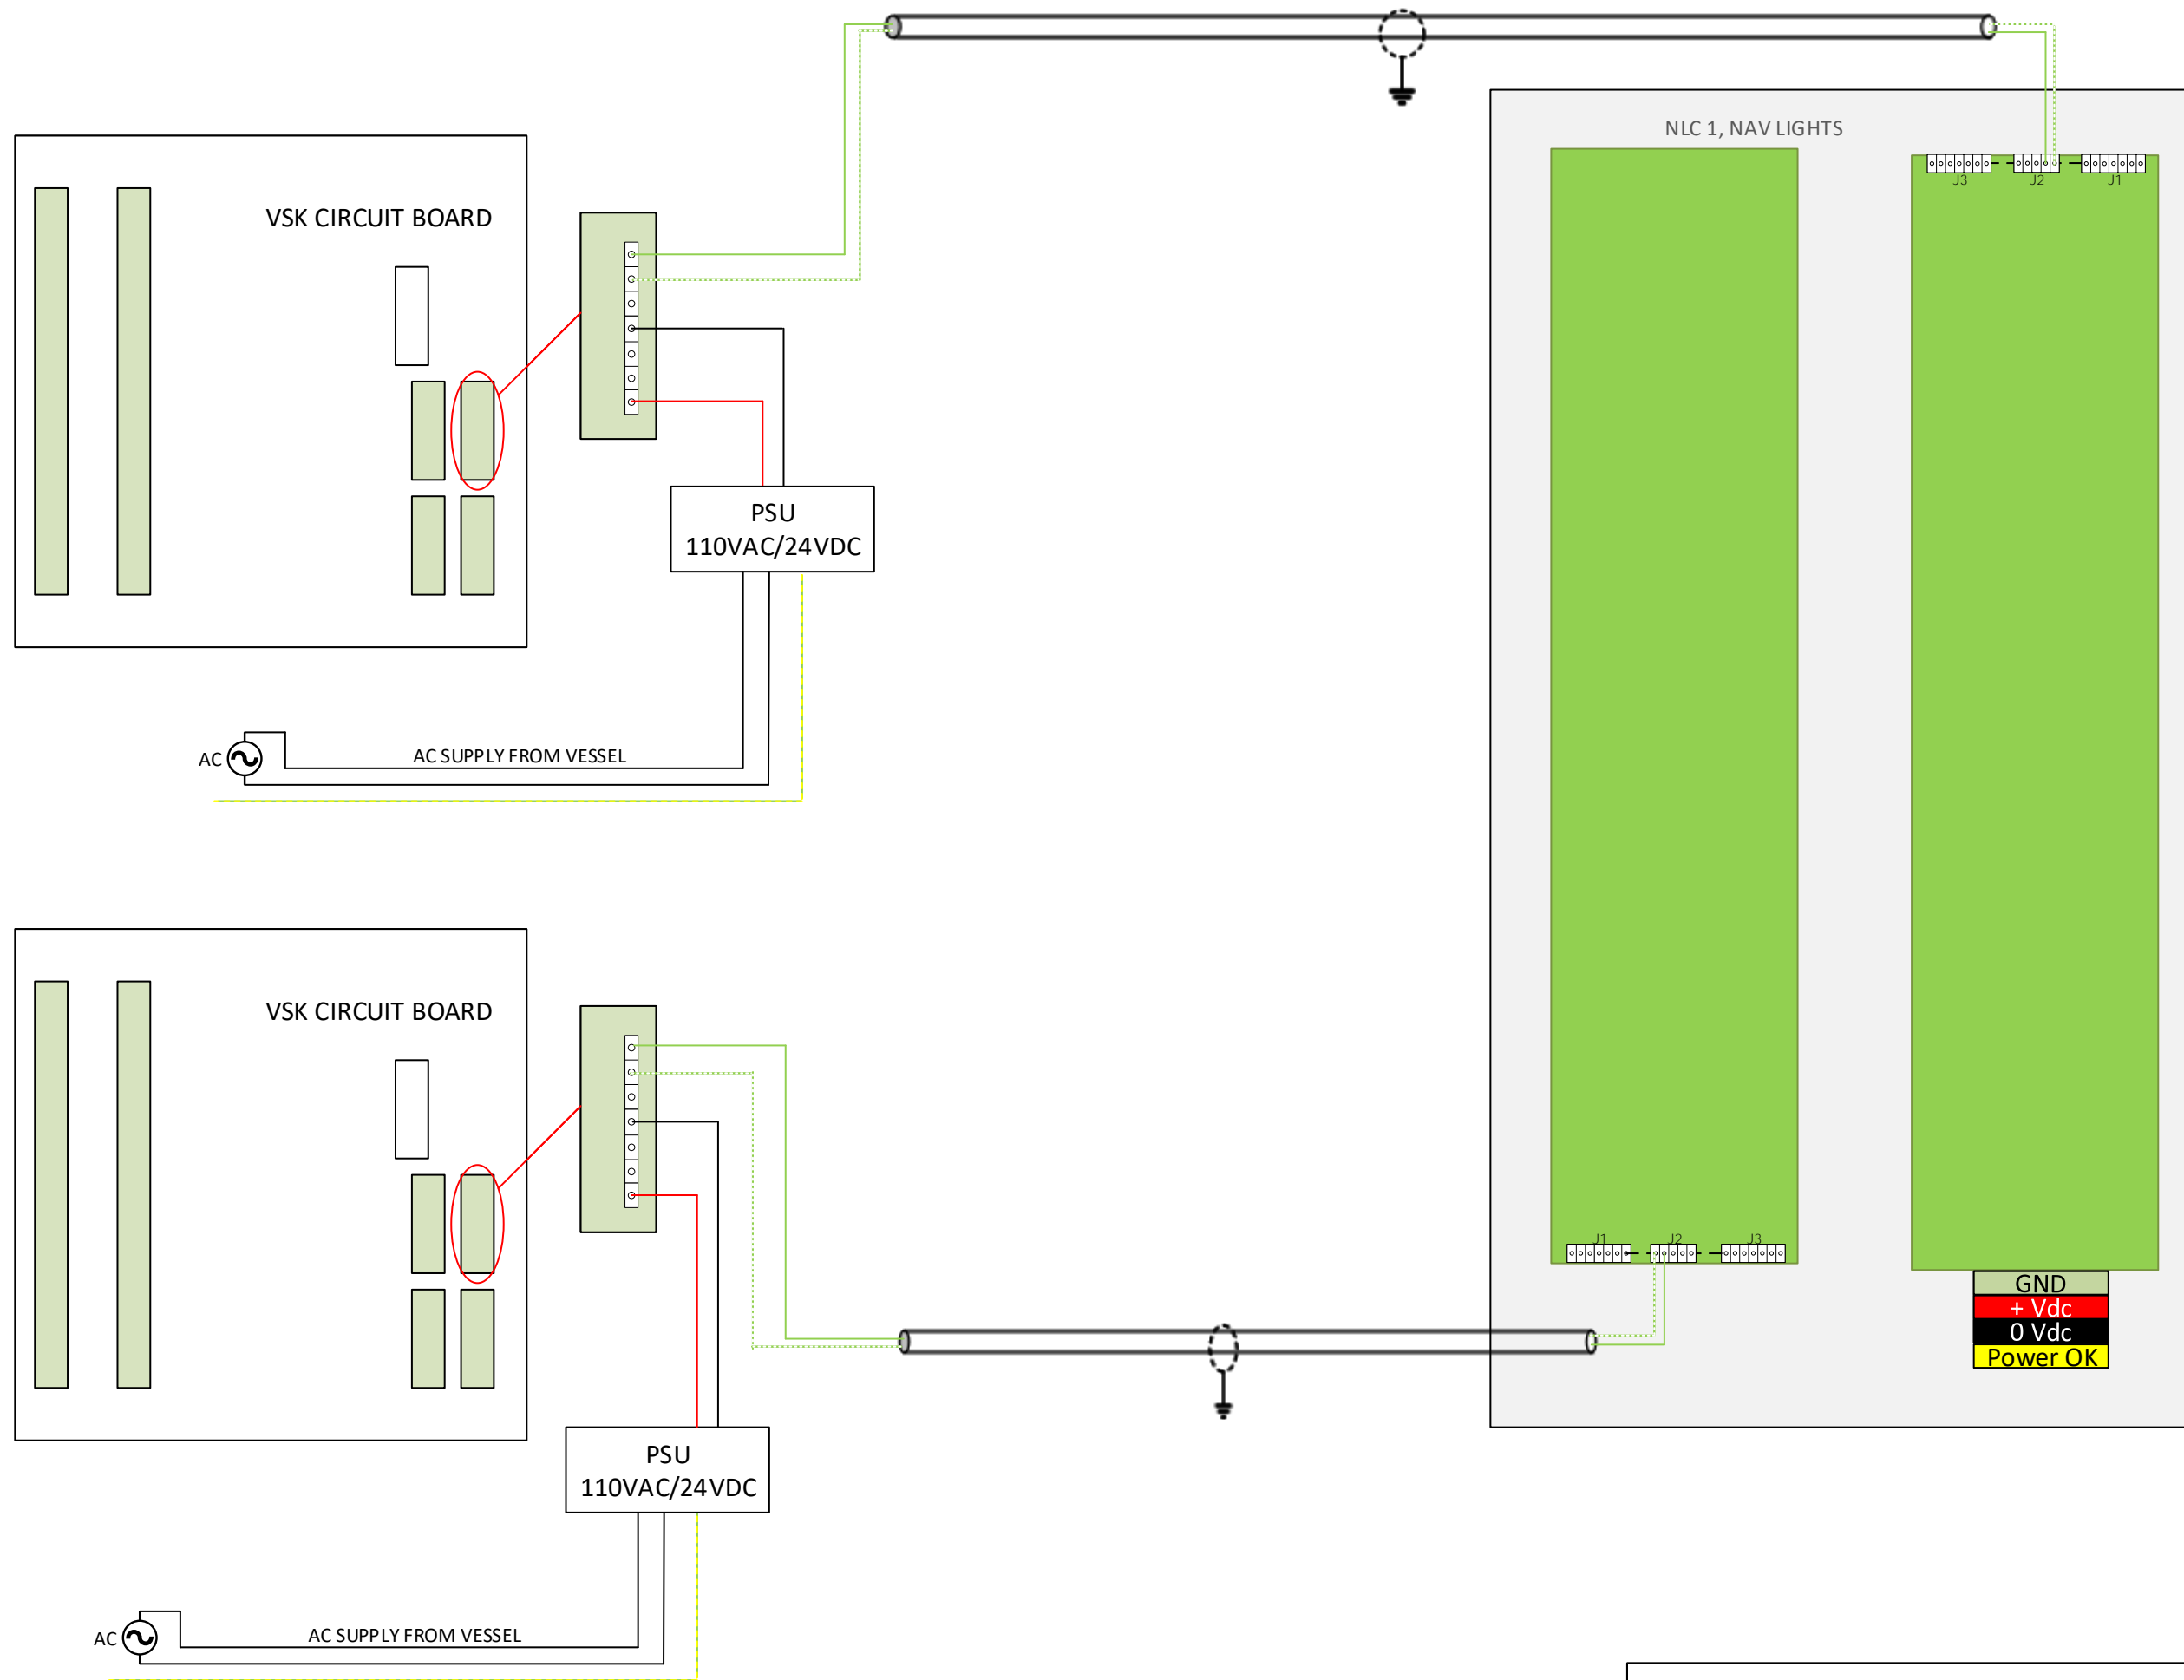 NLC 1, NAV LIGHTS
J3
J2
J1
VSK CIRCUIT BOARD
PSU
110VAC/24VDC
AC
AC SUPPLY FROM VESSEL
VSK CIRCUIT BOARD
J1
J2
J3
GND
+ Vdc
0 Vdc
Power OK
PSU
110VAC/24VDC
AC
AC SUPPLY FROM VESSEL